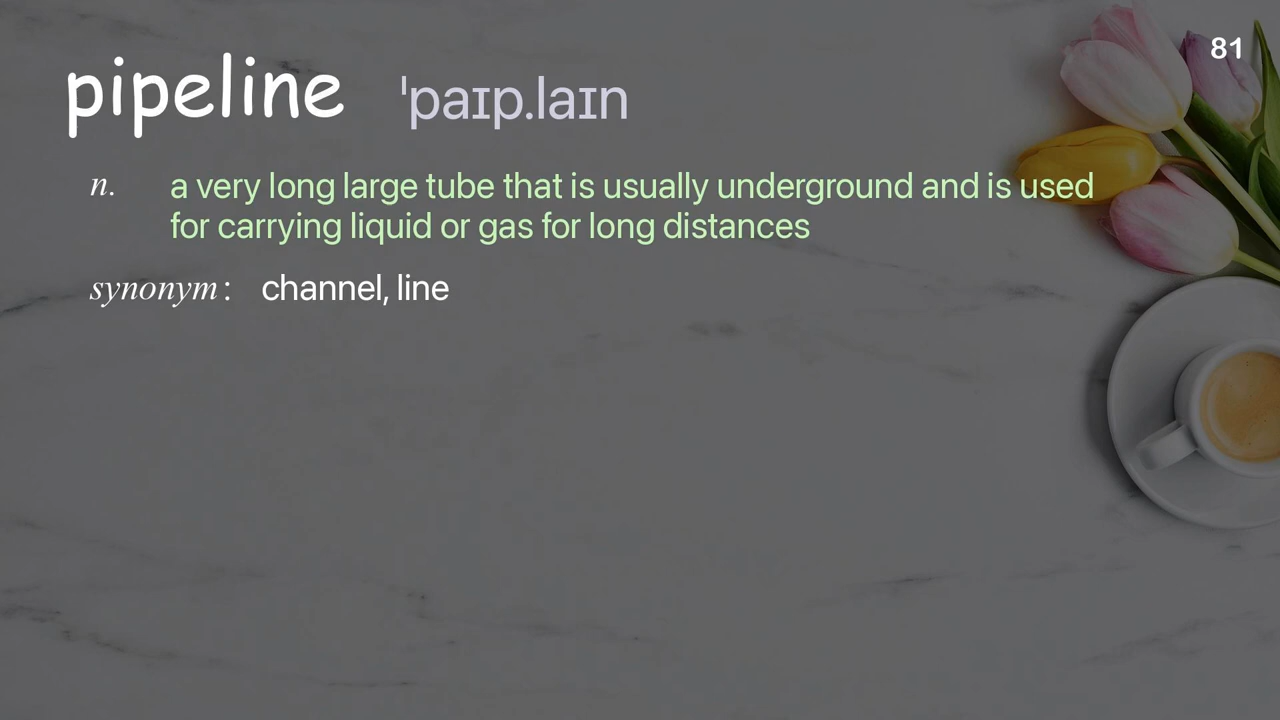 81
pipeline ˈpaɪp.laɪn
n. a very long large tube that is usually underground and is used
for carrying liquid or gas for long distances
synonym: channel, line